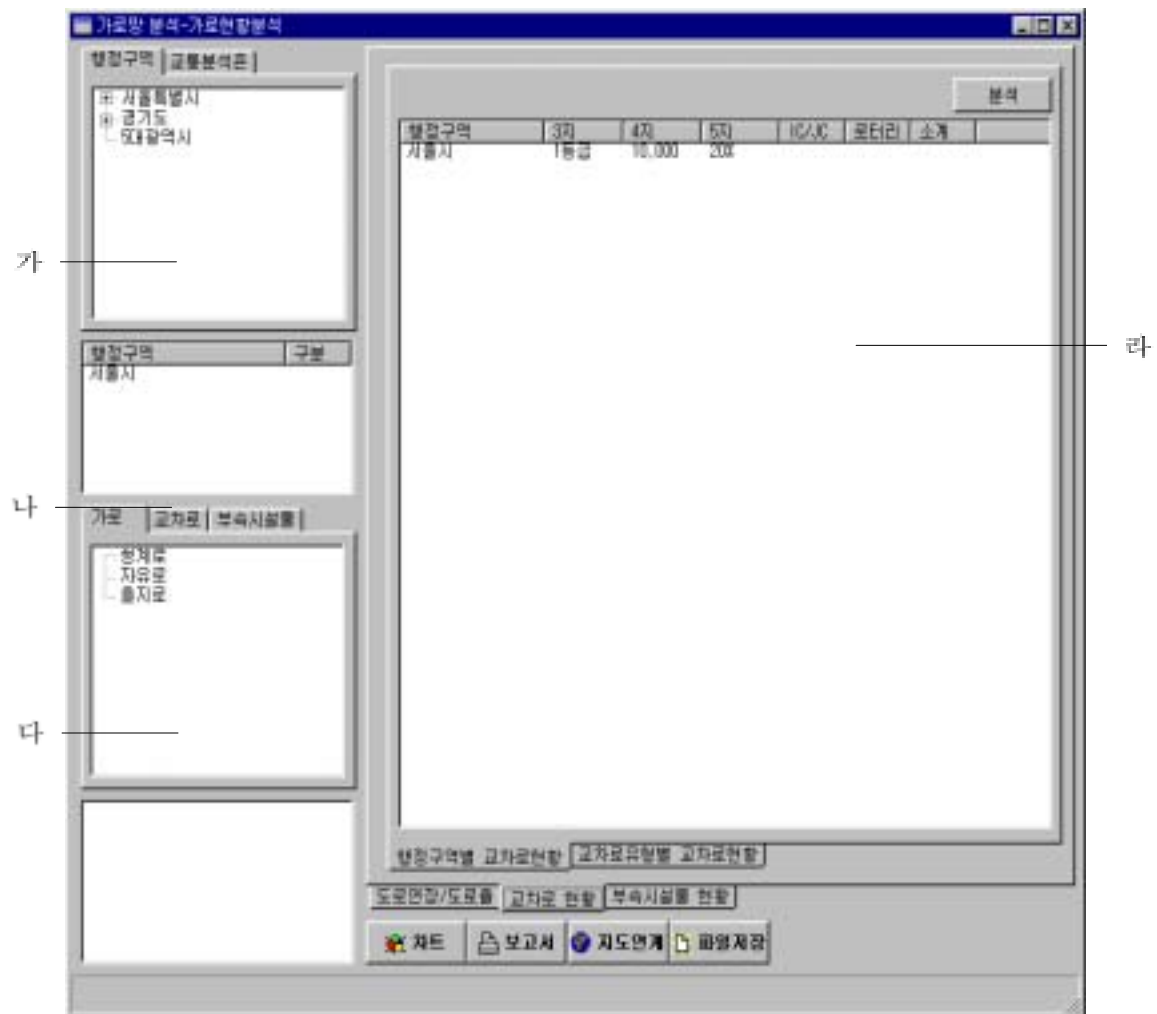 가로망 분석-가로현황분석
행정구역 교통분석존
서울특별시
경기도
5대광역시
가
행정구역 구분
서울시
나
가로 교차로 부속시설물
청계로
자유로
을지로
다
분석
행정구역 3지 4지 5지 IC/JC 로터리 소계
서울시 1등급 10,000 20%
라
행정구역별 교차로현황 교차로유형별 교차로현황
도로연장/도로율 교차로 현황 부속시설물 현황
차트 보고서 지도연계 파일저장